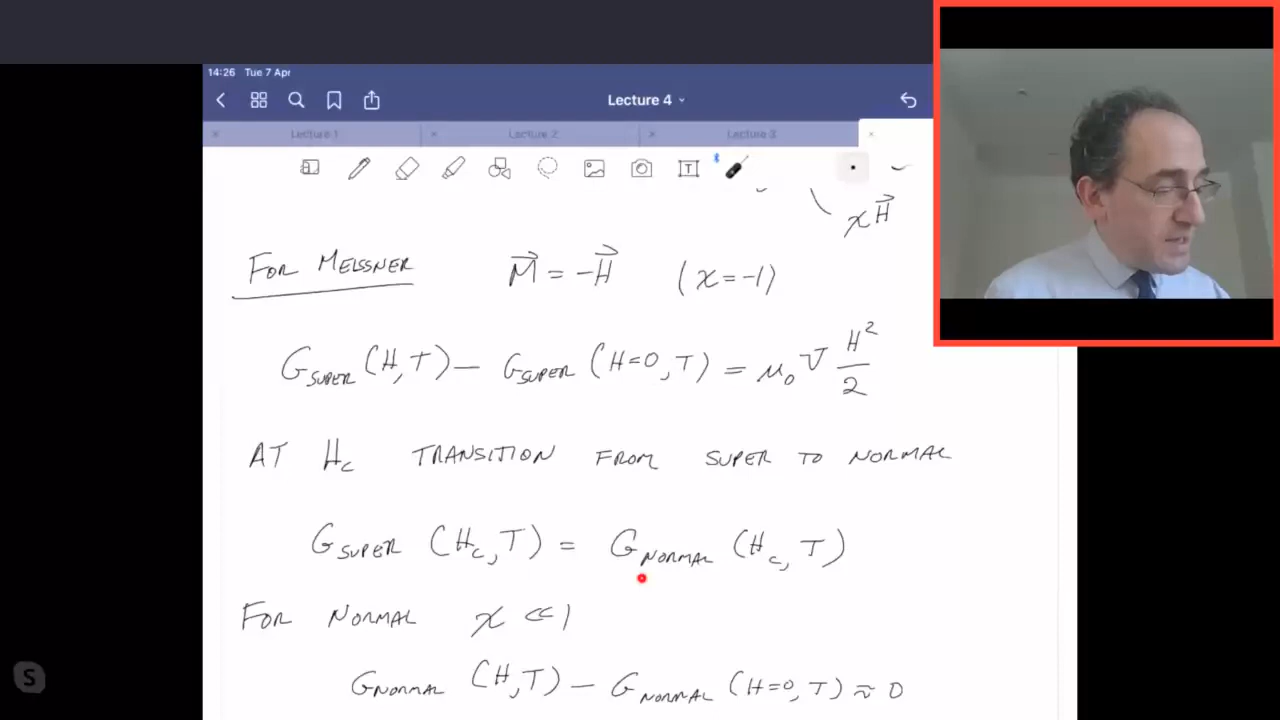 14:26 Tue 7 Apr
Lecture 4
Lecture 1 Lecture 2 Lecture 3
T
χH⃗
FOR MEISSNER M⃗ = -H⃗ (χ = -1)
G_SUPER (H, T) - G_SUPER (H=0, T) = μ₀ V H²/2
AT H_c TRANSITION FROM SUPER TO NORMAL
G_SUPER (H_c, T) = G_NORMAL (H_c, T)
FOR NORMAL χ << 1
G_NORMAL (H, T) - G_NORMAL (H=0, T) ≈ 0
S